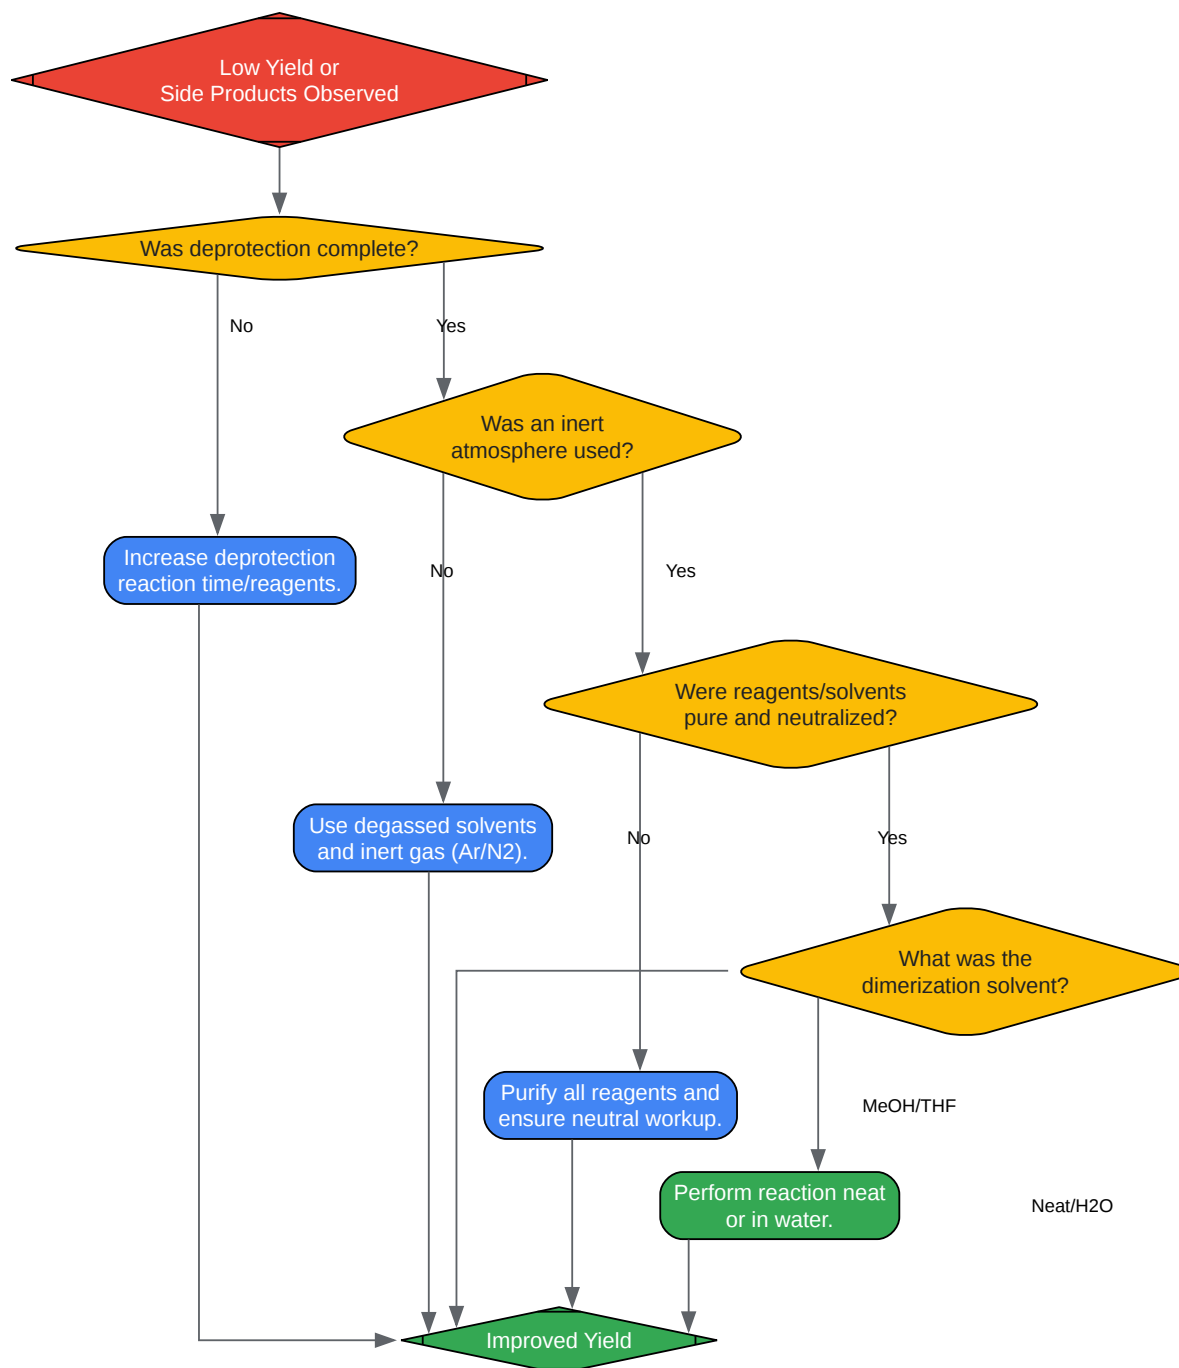 Low Yield or
Side Products Observed
Was deprotection complete?
No
Yes
Was an inert
atmosphere used?
Increase deprotection
reaction time/reagents.
No
Yes
Were reagents/solvents
pure and neutralized?
Use degassed solvents
and inert gas (Ar/N2).
No
Yes
What was the
dimerization solvent?
Purify all reagents and
ensure neutral workup.
MeOH/THF
Perform reaction neat
or in water.
Neat/H2O
Improved Yield